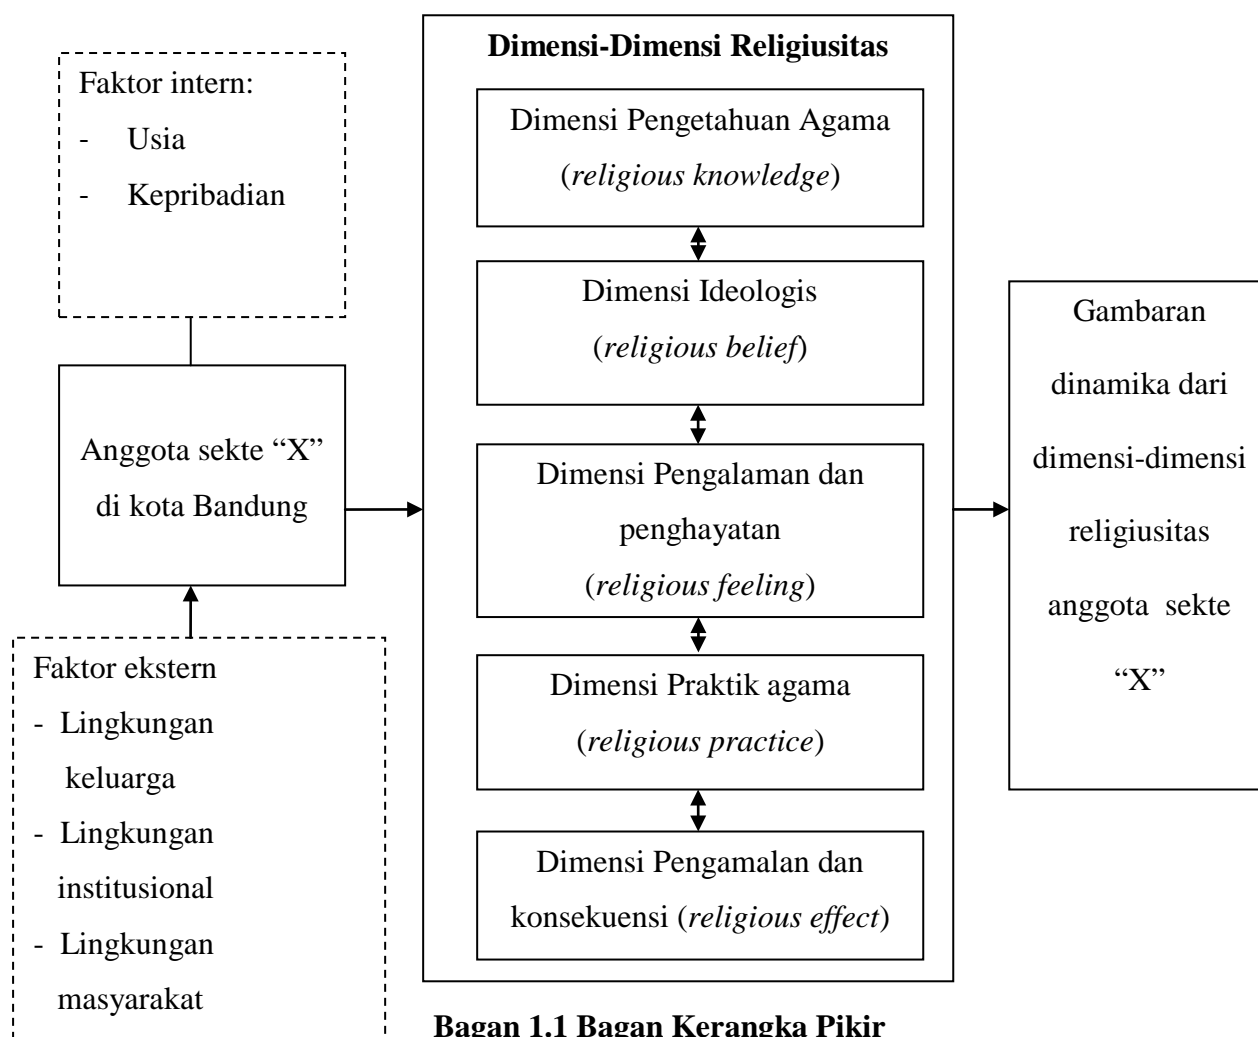 Faktor intern:
- Usia
- Kepribadian
Anggota sekte “X”
di kota Bandung
Faktor ekstern
- Lingkungan
keluarga
- Lingkungan
institusional
- Lingkungan
masyarakat
Dimensi-Dimensi Religiusitas
Dimensi Pengetahuan Agama
(religious knowledge)
Dimensi Ideologis
(religious belief)
Dimensi Pengalaman dan
penghayatan
(religious feeling)
Dimensi Praktik agama
(religious practice)
Dimensi Pengamalan dan
konsekuensi (religious effect)
Gambaran
dinamika dari
dimensi-dimensi
religiusitas
anggota sekte
“X”
Bagan 1.1 Bagan Kerangka Pikir